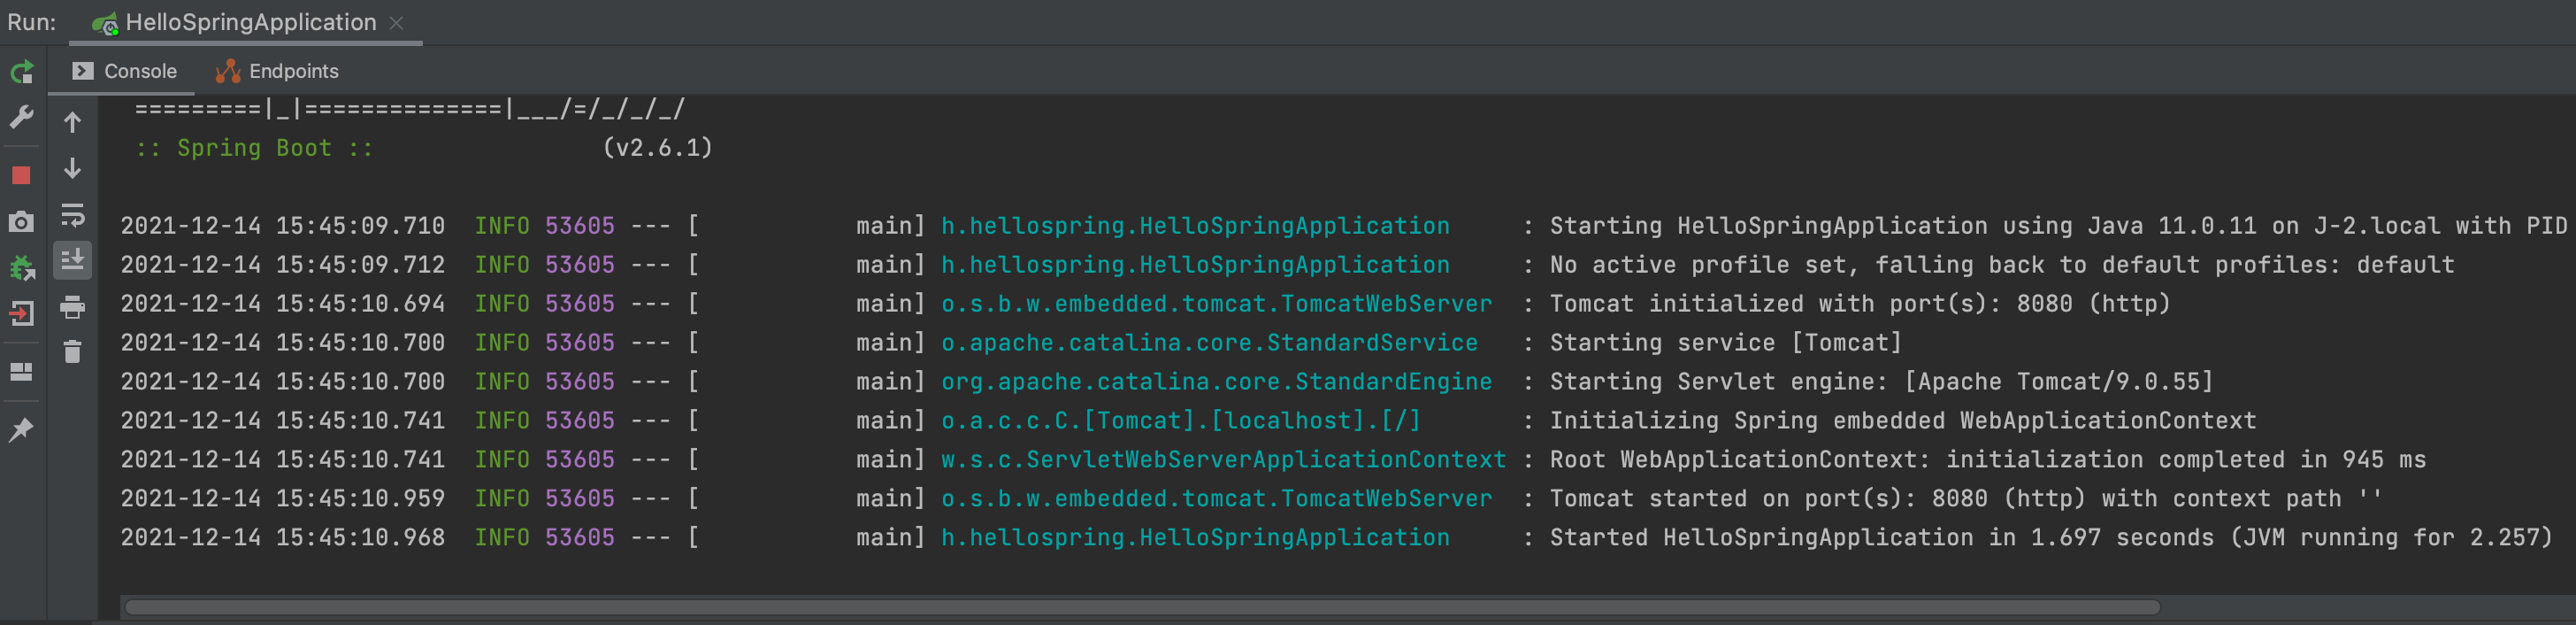 Run: HelloSpringApplication
Console Endpoints
=========|_|==============|___/=/_/_/_/
:: Spring Boot ::                (v2.6.1)
2021-12-14 15:45:09.710  INFO 53605 --- [           main] h.hellospring.HelloSpringApplication     : Starting HelloSpringApplication using Java 11.0.11 on J-2.local with PID
2021-12-14 15:45:09.712  INFO 53605 --- [           main] h.hellospring.HelloSpringApplication     : No active profile set, falling back to default profiles: default
2021-12-14 15:45:10.694  INFO 53605 --- [           main] o.s.b.w.embedded.tomcat.TomcatWebServer  : Tomcat initialized with port(s): 8080 (http)
2021-12-14 15:45:10.700  INFO 53605 --- [           main] o.apache.catalina.core.StandardService   : Starting service [Tomcat]
2021-12-14 15:45:10.700  INFO 53605 --- [           main] org.apache.catalina.core.StandardEngine  : Starting Servlet engine: [Apache Tomcat/9.0.55]
2021-12-14 15:45:10.741  INFO 53605 --- [           main] o.a.c.c.C.[Tomcat].[localhost].[/]       : Initializing Spring embedded WebApplicationContext
2021-12-14 15:45:10.741  INFO 53605 --- [           main] w.s.c.ServletWebServerApplicationContext : Root WebApplicationContext: initialization completed in 945 ms
2021-12-14 15:45:10.959  INFO 53605 --- [           main] o.s.b.w.embedded.tomcat.TomcatWebServer  : Tomcat started on port(s): 8080 (http) with context path ''
2021-12-14 15:45:10.968  INFO 53605 --- [           main] h.hellospring.HelloSpringApplication     : Started HelloSpringApplication in 1.697 seconds (JVM running for 2.257)